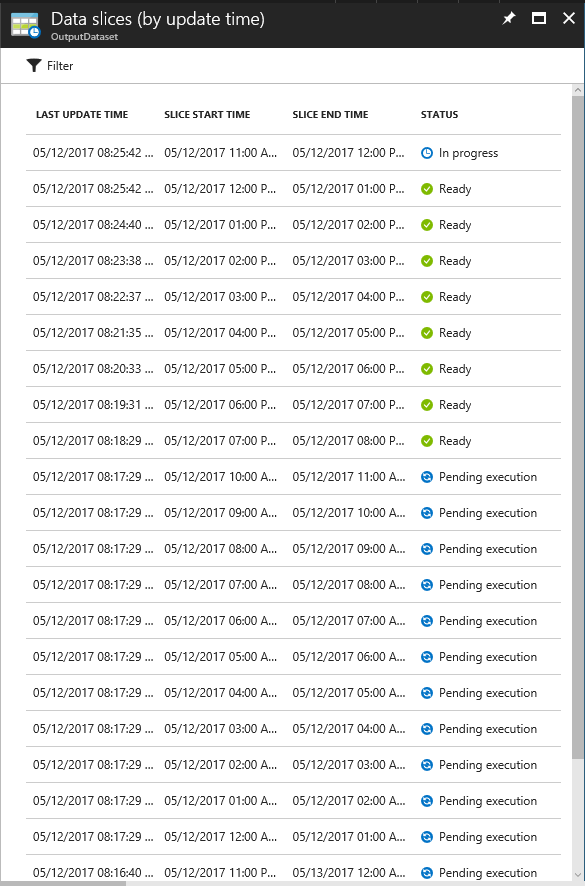 Data slices (by update time)
OutputDataset
Filter
LAST UPDATE TIME SLICE START TIME SLICE END TIME STATUS
05/12/2017 08:25:42 ... 05/12/2017 11:00 A... 05/12/2017 12:00 P... In progress
05/12/2017 08:25:42 ... 05/12/2017 12:00 P... 05/12/2017 01:00 P... Ready
05/12/2017 08:24:40 ... 05/12/2017 01:00 P... 05/12/2017 02:00 P... Ready
05/12/2017 08:23:38 ... 05/12/2017 02:00 P... 05/12/2017 03:00 P... Ready
05/12/2017 08:22:37 ... 05/12/2017 03:00 P... 05/12/2017 04:00 P... Ready
05/12/2017 08:21:35 ... 05/12/2017 04:00 P... 05/12/2017 05:00 P... Ready
05/12/2017 08:20:33 ... 05/12/2017 05:00 P... 05/12/2017 06:00 P... Ready
05/12/2017 08:19:31 ... 05/12/2017 06:00 P... 05/12/2017 07:00 P... Ready
05/12/2017 08:18:29 ... 05/12/2017 07:00 P... 05/12/2017 08:00 P... Ready
05/12/2017 08:17:29 ... 05/12/2017 10:00 A... 05/12/2017 11:00 A... Pending execution
05/12/2017 08:17:29 ... 05/12/2017 09:00 A... 05/12/2017 10:00 A... Pending execution
05/12/2017 08:17:29 ... 05/12/2017 08:00 A... 05/12/2017 09:00 A... Pending execution
05/12/2017 08:17:29 ... 05/12/2017 07:00 A... 05/12/2017 08:00 A... Pending execution
05/12/2017 08:17:29 ... 05/12/2017 06:00 A... 05/12/2017 07:00 A... Pending execution
05/12/2017 08:17:29 ... 05/12/2017 05:00 A... 05/12/2017 06:00 A... Pending execution
05/12/2017 08:17:29 ... 05/12/2017 04:00 A... 05/12/2017 05:00 A... Pending execution
05/12/2017 08:17:29 ... 05/12/2017 03:00 A... 05/12/2017 04:00 A... Pending execution
05/12/2017 08:17:29 ... 05/12/2017 02:00 A... 05/12/2017 03:00 A... Pending execution
05/12/2017 08:17:29 ... 05/12/2017 01:00 A... 05/12/2017 02:00 A... Pending execution
05/12/2017 08:17:29 ... 05/12/2017 12:00 A... 05/12/2017 01:00 A... Pending execution
05/12/2017 08:16:40 ... 05/12/2017 11:00 P... 05/13/2017 12:00 A... Pending execution